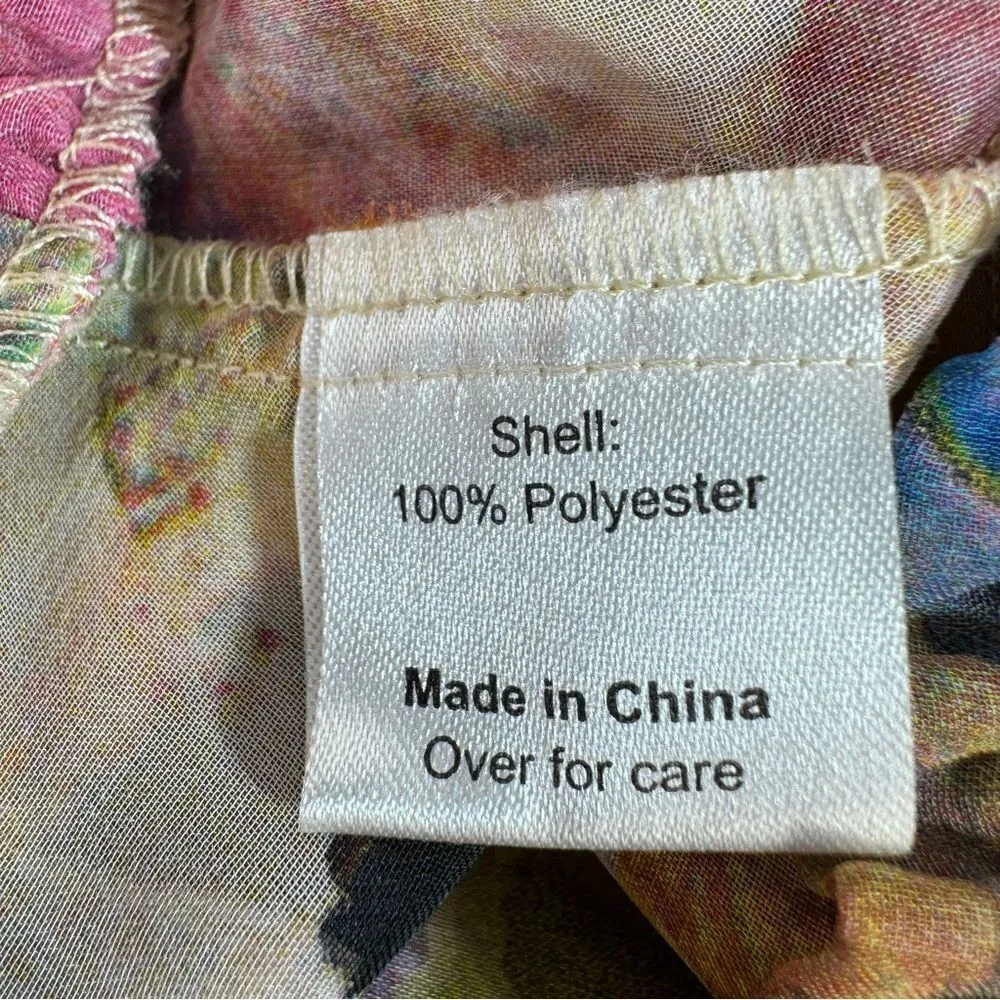 Shell:
100% Polyester
Made in China
Over for care